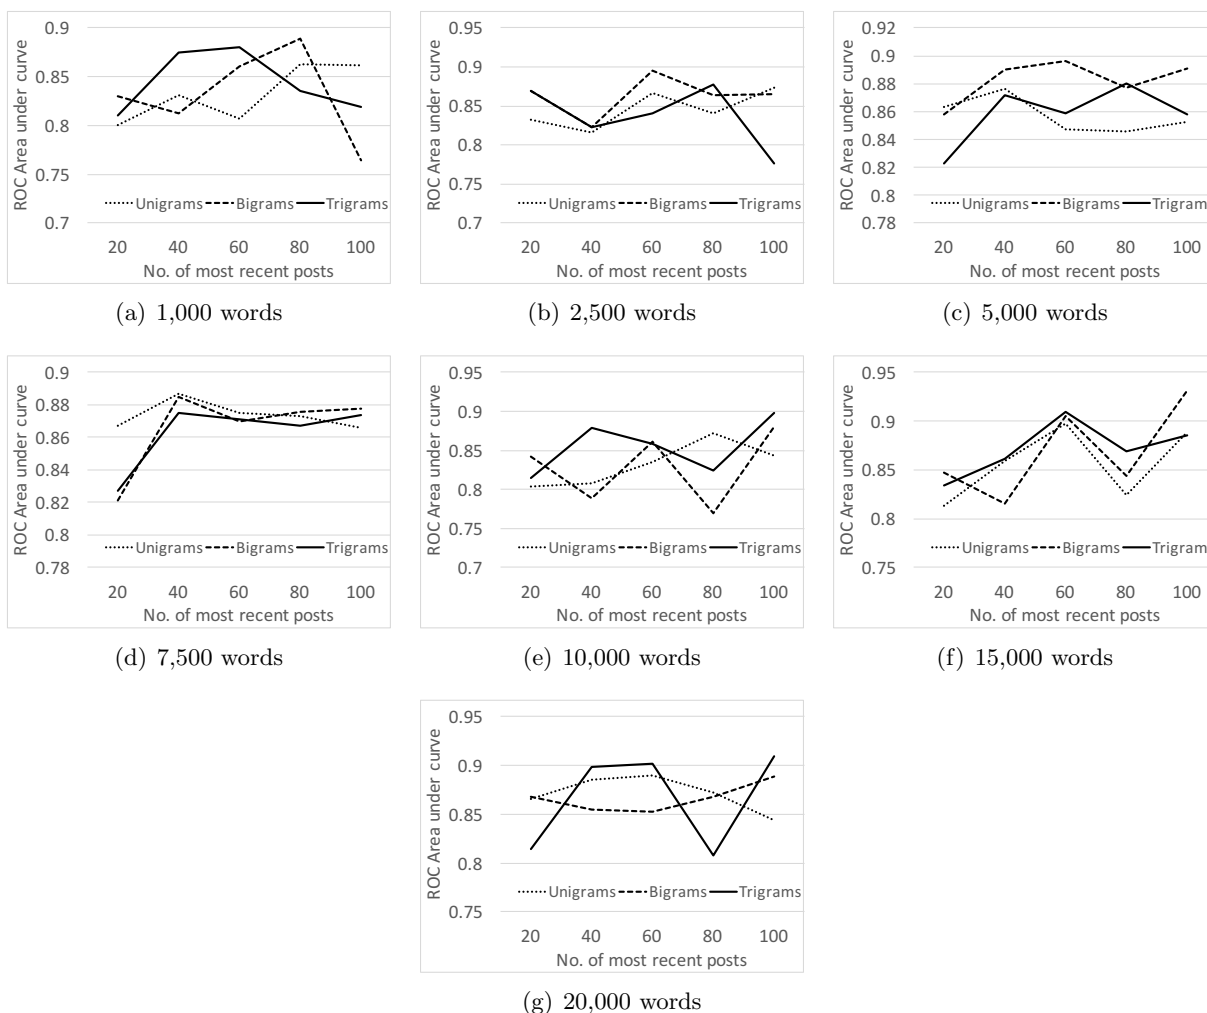 ROC Area under curve
0.9
0.85
0.8
0.75
0.7
Unigrams Bigrams Trigrams
20 40 60 80 100
No. of most recent posts
(a) 1,000 words
ROC Area under curve
0.95
0.9
0.85
0.8
0.75
0.7
Unigrams Bigrams Trigrams
20 40 60 80 100
No. of most recent posts
(b) 2,500 words
ROC Area under curve
0.92
0.9
0.88
0.86
0.84
0.82
0.8
0.78
Unigrams Bigrams Trigram
20 40 60 80 100
No. of most recent posts
(c) 5,000 words
ROC Area under curve
0.9
0.88
0.86
0.84
0.82
0.8
0.78
Unigrams Bigrams Trigrams
20 40 60 80 100
No. of most recent posts
(d) 7,500 words
ROC Area under curve
0.95
0.9
0.85
0.8
0.75
0.7
Unigrams Bigrams Trigrams
20 40 60 80 100
No. of most recent posts
(e) 10,000 words
ROC Area under curve
0.95
0.9
0.85
0.8
0.75
Unigrams Bigrams Trigram
20 40 60 80 100
No. of most recent posts
(f) 15,000 words
ROC Area under curve
0.95
0.9
0.85
0.8
0.75
Unigrams Bigrams Trigrams
20 40 60 80 100
No. of most recent posts
(g) 20,000 words